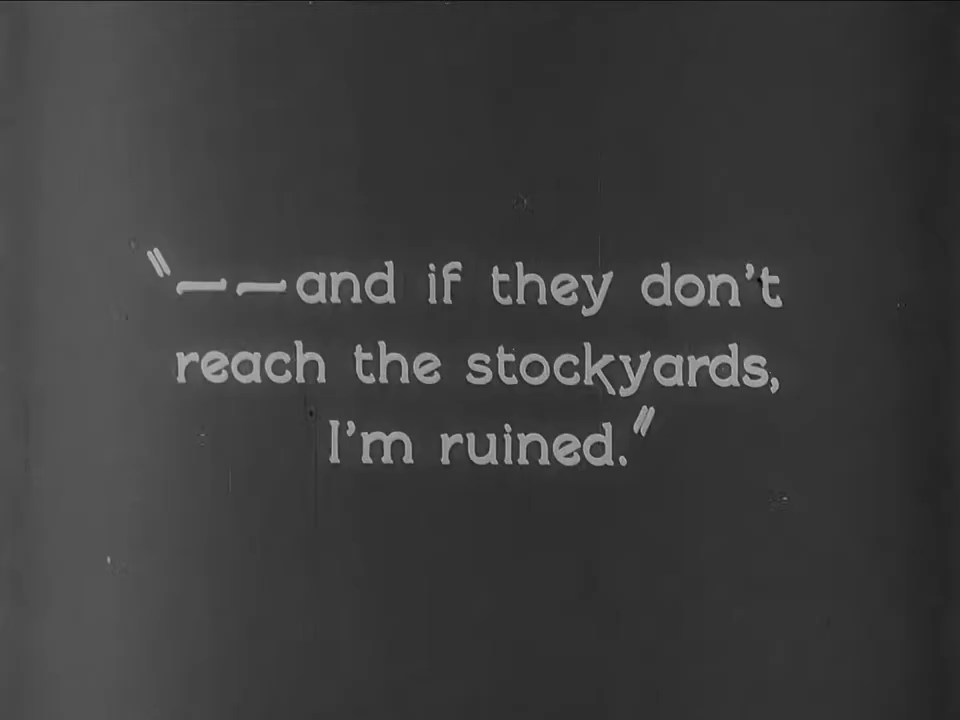 "——and if they don't
reach the stockyards,
I'm ruined."